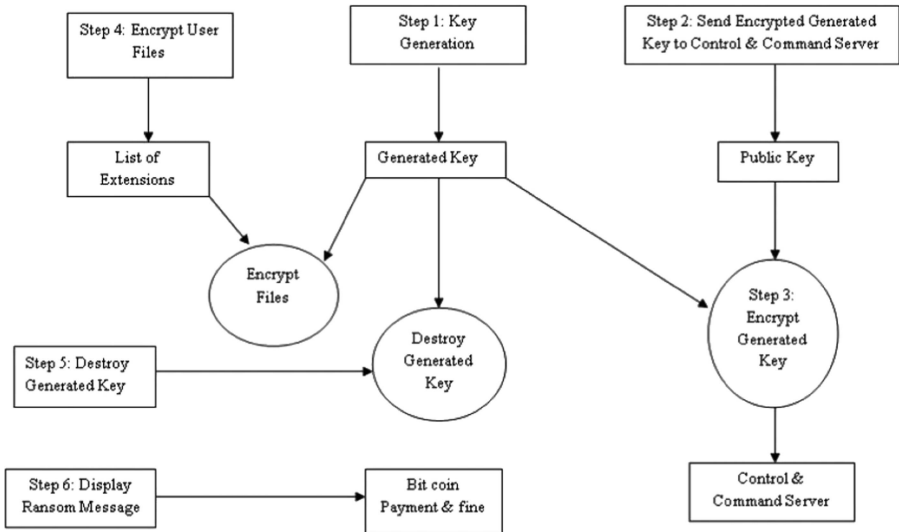 Step 4: Encrypt User
Files
Step 1: Key
Generation
Step 2: Send Encrypted Generated
Key to Control & Command Server
List of
Extensions
Generated Key
Public Key
Encrypt
Files
Step 3:
Encrypt
Generated
Key
Destroy
Generated
Key
Step 5: Destroy
Generated Key
Step 6: Display
Ransom Message
Bit coin
Payment & fine
Control &
Command Server